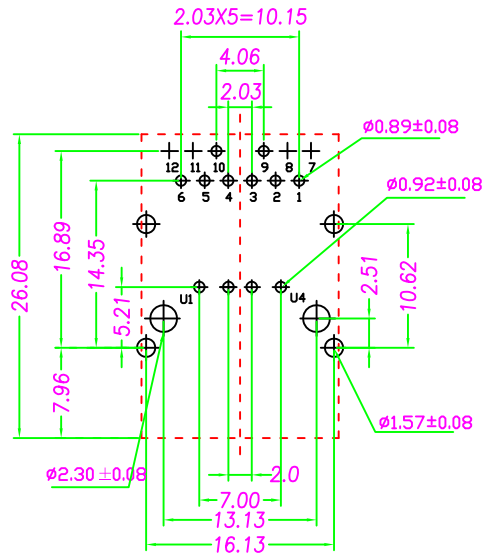 2.03X5=10.15
4.06
2.03
Ø0.89±0.08
12 11 10 9 8 7
6 5 4 3 2 1
Ø0.92±0.08
26.08
16.89
14.35
5.21
7.96
2.51
10.62
U1 U4
Ø1.57±0.08
Ø2.30±0.08
2.0
7.00
13.13
16.13